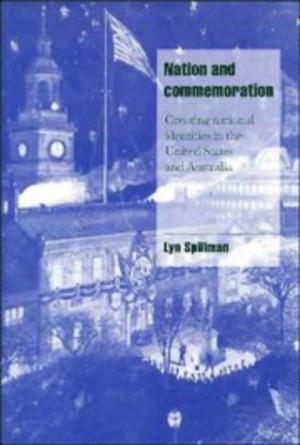 Nation and
commemoration
Creating national
identities in the
United States
and Australia
Lyn Spillman